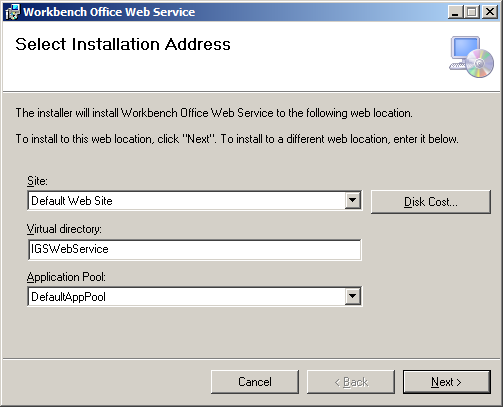 Workbench Office Web Service
Select Installation Address
The installer will install Workbench Office Web Service to the following web location.
To install to this web location, click "Next". To install to a different web location, enter it below.
Site:
Default Web Site
Disk Cost...
Virtual directory:
IGSWebService
Application Pool:
DefaultAppPool
Cancel
< Back
Next >